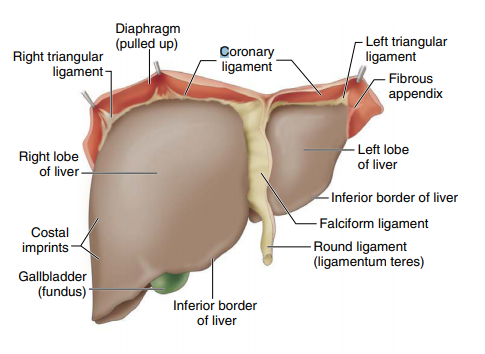 Diaphragm
(pulled up)
Right triangular
ligament
Coronary
ligament
Left triangular
ligament
Fibrous
appendix
Right lobe
of liver
Left lobe
of liver
Inferior border of liver
Falciform ligament
Costal
imprints
Round ligament
(ligamentum teres)
Gallbladder
(fundus)
Inferior border
of liver